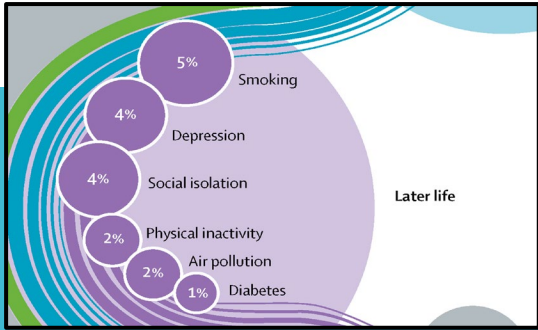 5%
Smoking
4%
Depression
4%
Social isolation
Later life
2%
Physical inactivity
2%
Air pollution
1%
Diabetes